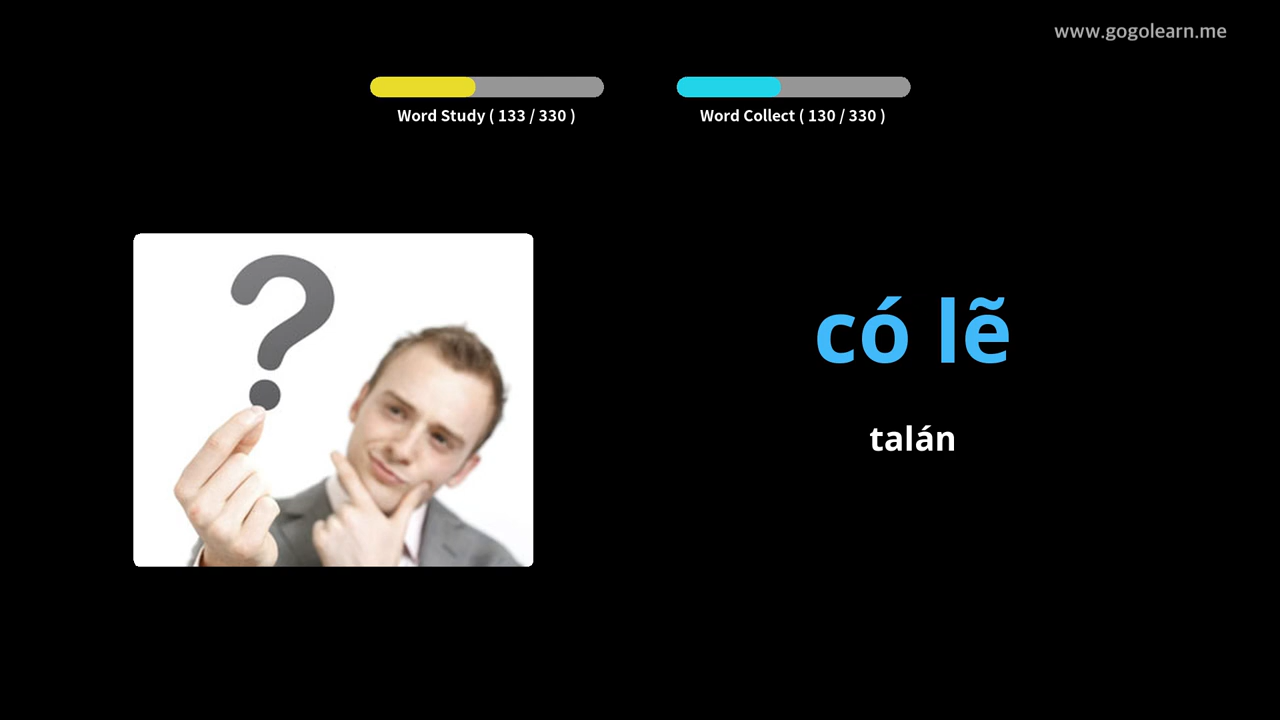 www.gogolearn.me
Word Study ( 133 / 330 )
Word Collect ( 130 / 330 )
?
có lẽ
talán